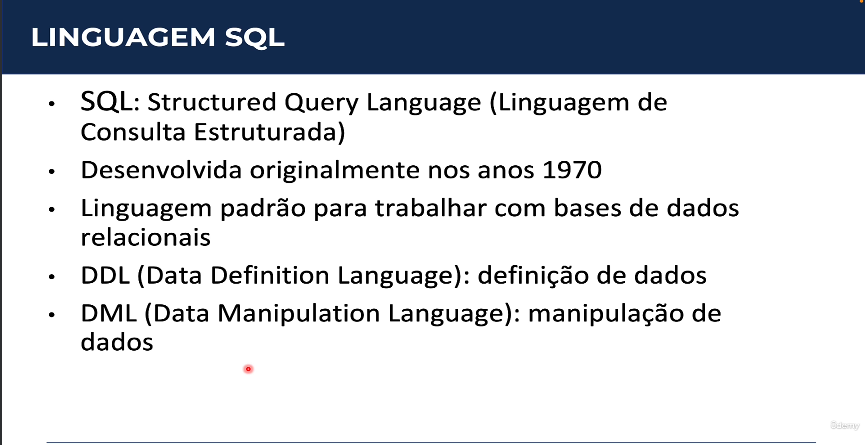 LINGUAGEM SQL
• SQL: Structured Query Language (Linguagem de
Consulta Estruturada)
• Desenvolvida originalmente nos anos 1970
• Linguagem padrão para trabalhar com bases de dados
relacionais
• DDL (Data Definition Language): definição de dados
• DML (Data Manipulation Language): manipulação de
dados
Udemy